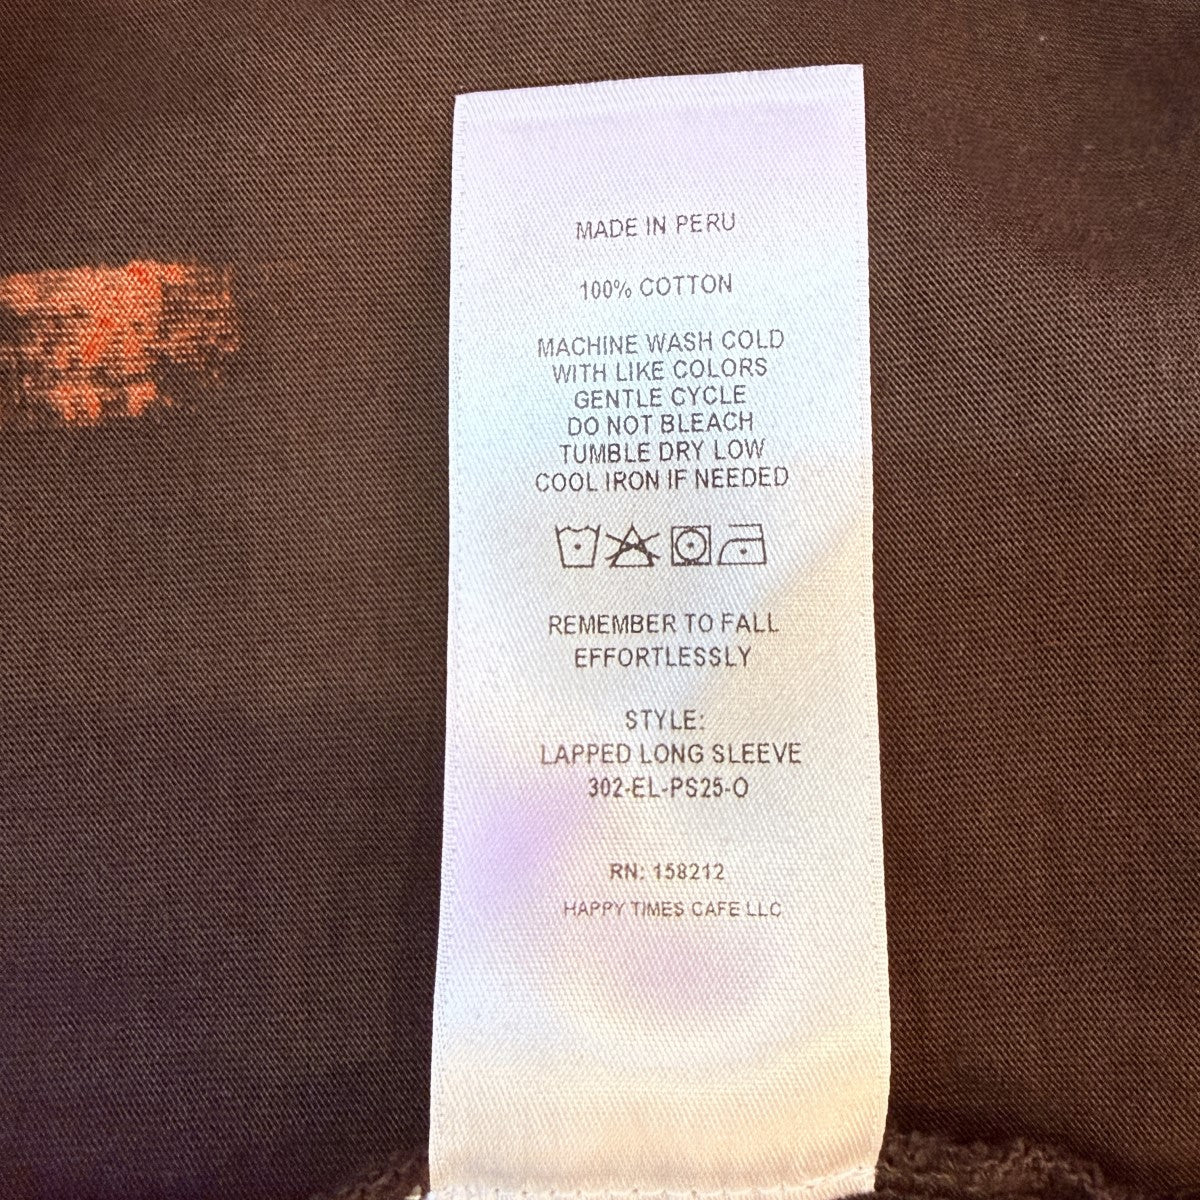 MADE IN PERU
100% COTTON
MACHINE WASH COLD
WITH LIKE COLORS
GENTLE CYCLE
DO NOT BLEACH
TUMBLE DRY LOW
COOL IRON IF NEEDED
REMEMBER TO FALL
EFFORTLESSLY
STYLE:
LAPPED LONG SLEEVE
302-EL-PS25-O
RN: 158212
HAPPY TIMES CAFE LLC